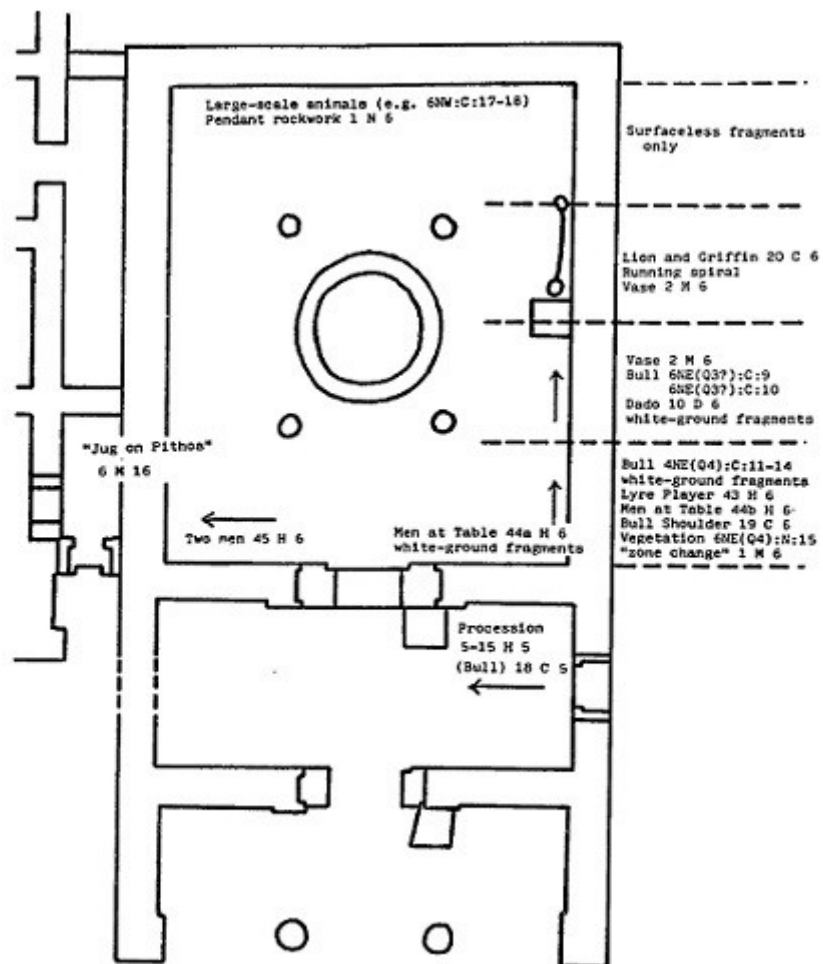 Large-scale animals (e.g. 6NW:C:17-18)
Pendant rockwork 1 N 6
Surfaceless fragments
only
Lion and Griffin 20 C 6
Running spiral
Vase 2 M 6
Vase 2 M 6
Bull 6NE(Q3?):C:9
6NE(Q3?):C:10
Dado 10 D 6
white-ground fragments
"Jug on Pithos"
6 M 16
Bull 4NE(Q4):C:11-14
white-ground fragments
Lyre Player 43 H 6
Men at Table 44b H 6
Bull Shoulder 19 C 6
Vegetation 6NE(Q4):N:15
"zone change" 1 M 6
Two men 45 H 6
Men at Table 44a H 6
white-ground fragments
Procession
5-15 H 5
(Bull) 18 C 5